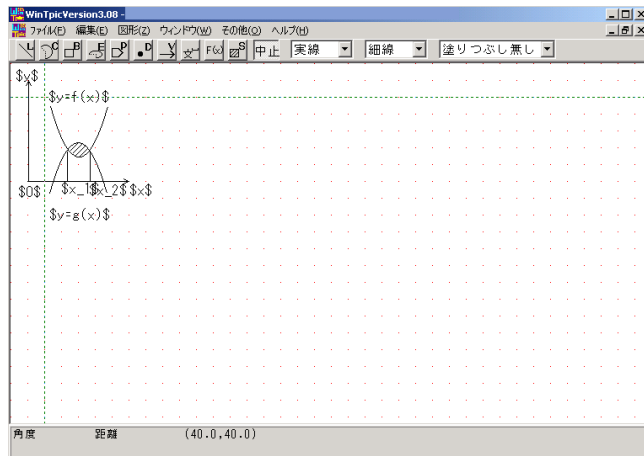 WinTpicVersion3.08 -
ファイル(F) 編集(E) 図形(Z) ウィンドウ(W) その他(O) ヘルプ(H)
L C B E P D V F(x) S 中止 実線 細線 塗りつぶし無し
$y$
$y=f(x)$
$O$ $x_1$ $x_2$ $x$
$y=g(x)$
角度 距離 (40.0,40.0)